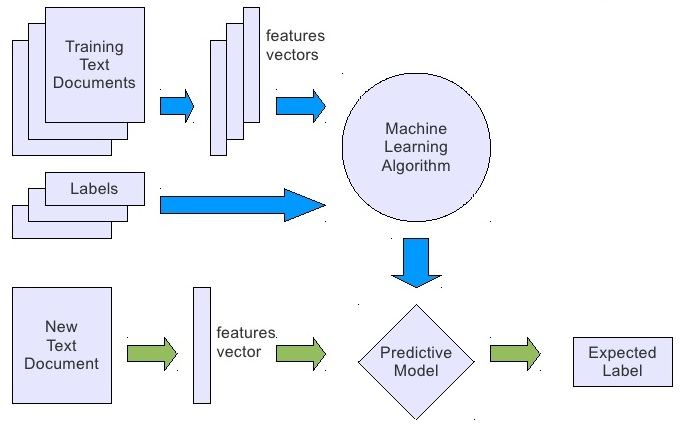 Training
Text
Documents
features
vectors
Machine
Learning
Algorithm
Labels
New
Text
Document
features
vector
Predictive
Model
Expected
Label